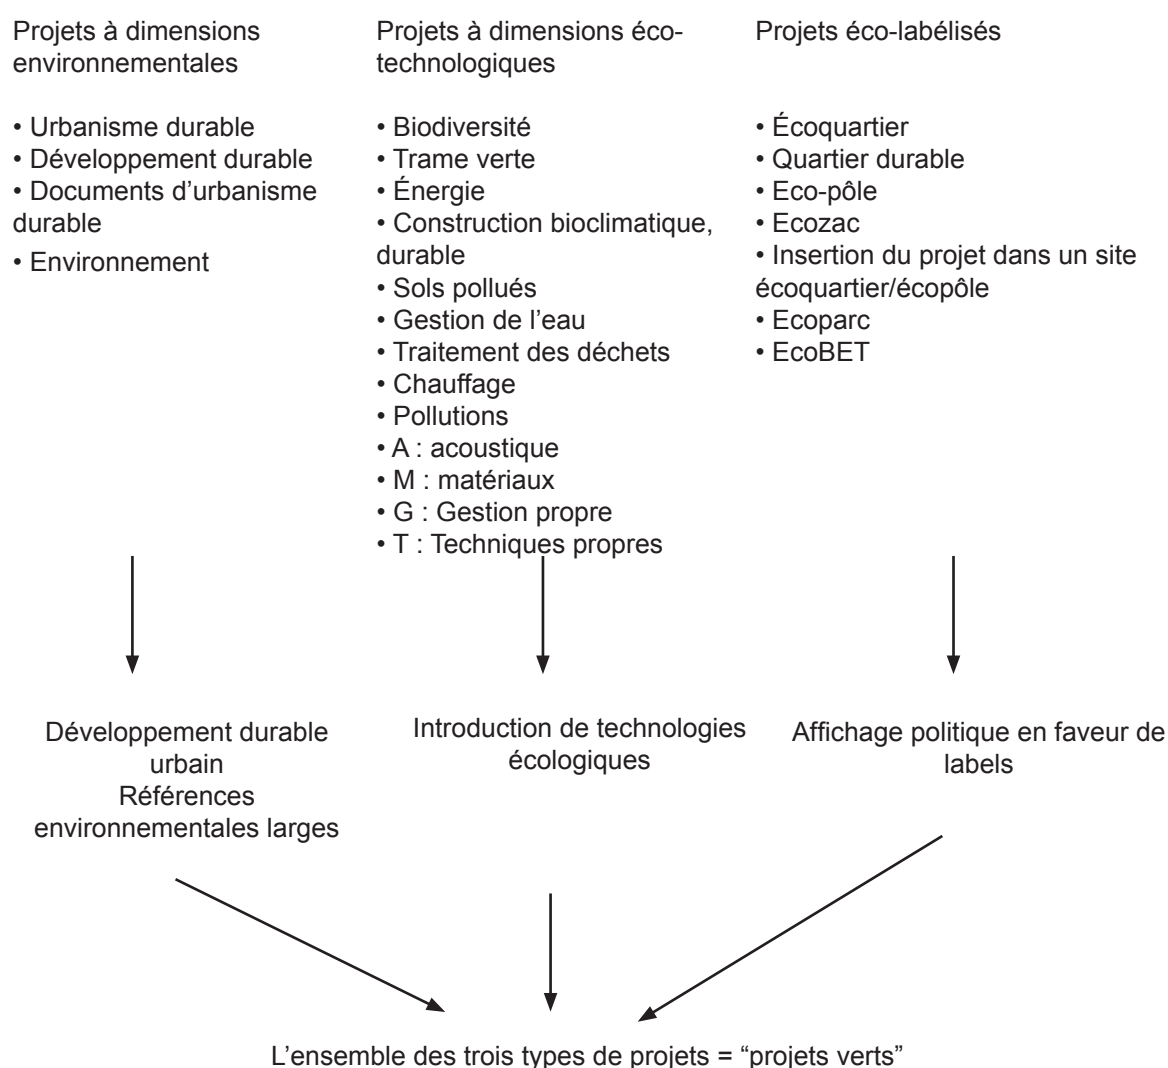 Projets à dimensions
environnementales
• Urbanisme durable
• Développement durable
• Documents d’urbanisme
durable
• Environnement
Projets à dimensions éco-
technologiques
• Biodiversité
• Trame verte
• Énergie
• Construction bioclimatique,
durable
• Sols pollués
• Gestion de l’eau
• Traitement des déchets
• Chauffage
• Pollutions
• A : acoustique
• M : matériaux
• G : Gestion propre
• T : Techniques propres
Projets éco-labélisés
• Écoquartier
• Quartier durable
• Eco-pôle
• Ecozac
• Insertion du projet dans un site
écoquartier/écopôle
• Ecoparc
• EcoBET
Développement durable
urbain
Références
environnementales larges
Introduction de technologies
écologiques
Affichage politique en faveur de
labels
L’ensemble des trois types de projets = “projets verts”